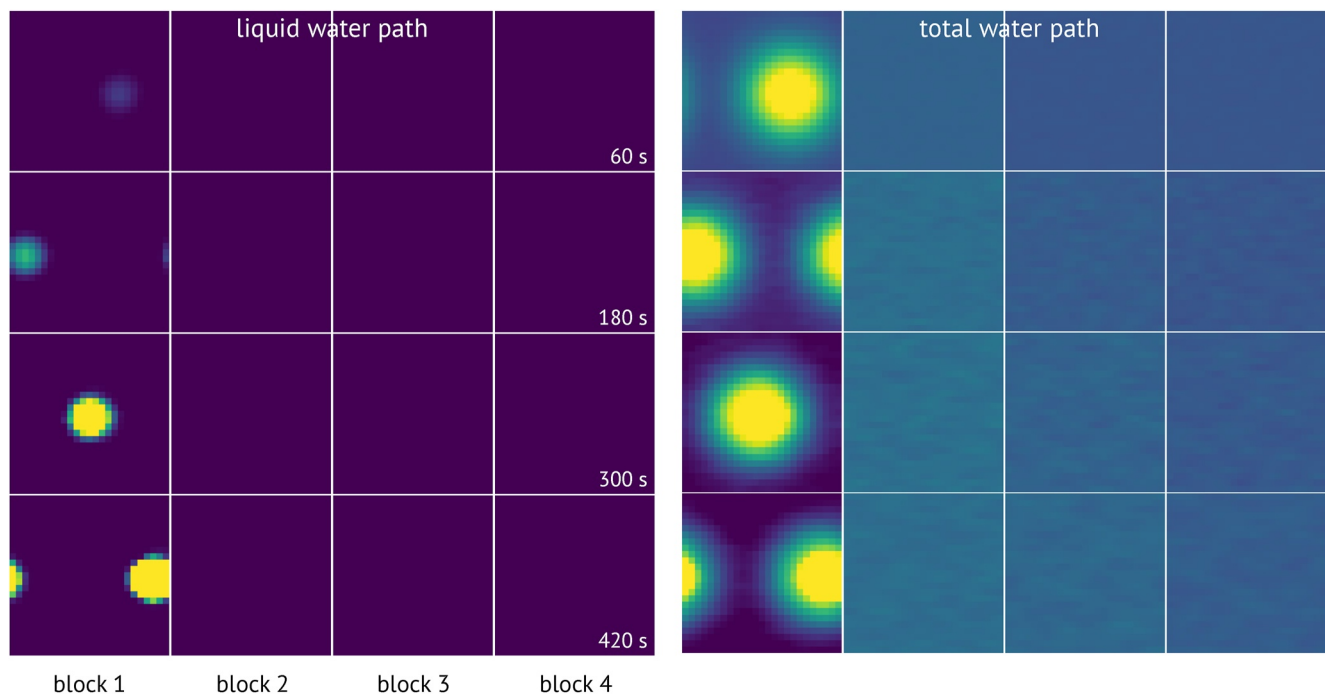 liquid water path
total water path
60 s
180 s
300 s
420 s
block 1
block 2
block 3
block 4